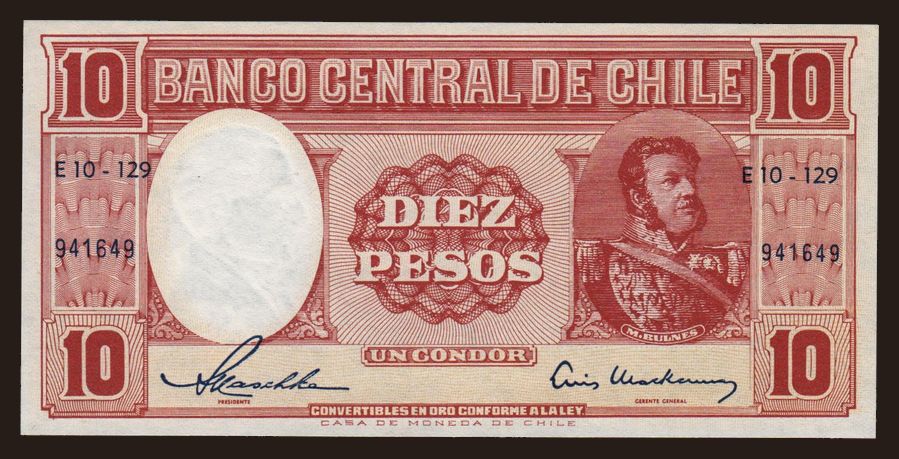 10 BANCO CENTRAL DE CHILE 10
E 10 - 129 E 10 - 129
DIEZ
941649 941649
PESOS
M. BULNES
UN CONDOR
10 10
PRESIDENTE GERENTE GENERAL
CONVERTIBLES EN ORO CONFORME A LA LEY
CASA DE MONEDA DE CHILE